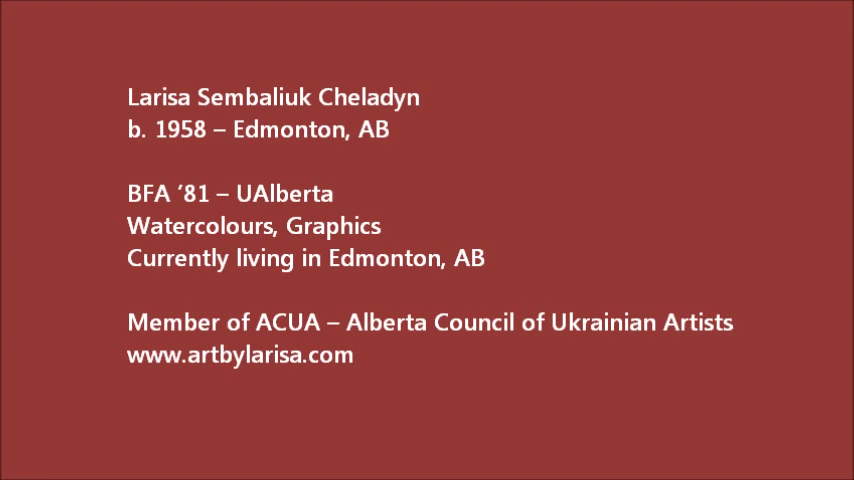 Larisa Sembaliuk Cheladyn
b. 1958 – Edmonton, AB
BFA ’81 – UAlberta
Watercolours, Graphics
Currently living in Edmonton, AB
Member of ACUA – Alberta Council of Ukrainian Artists
www.artbylarisa.com